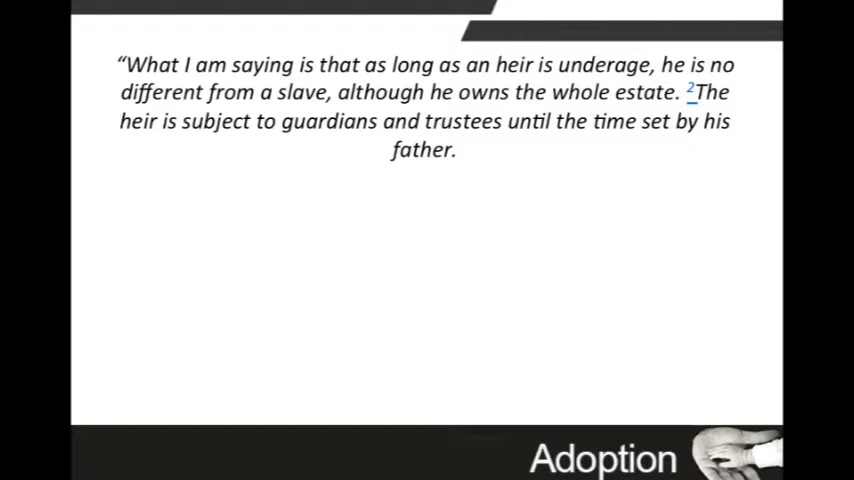 “What I am saying is that as long as an heir is underage, he is no
different from a slave, although he owns the whole estate. 2The
heir is subject to guardians and trustees until the time set by his
father.
Adoption